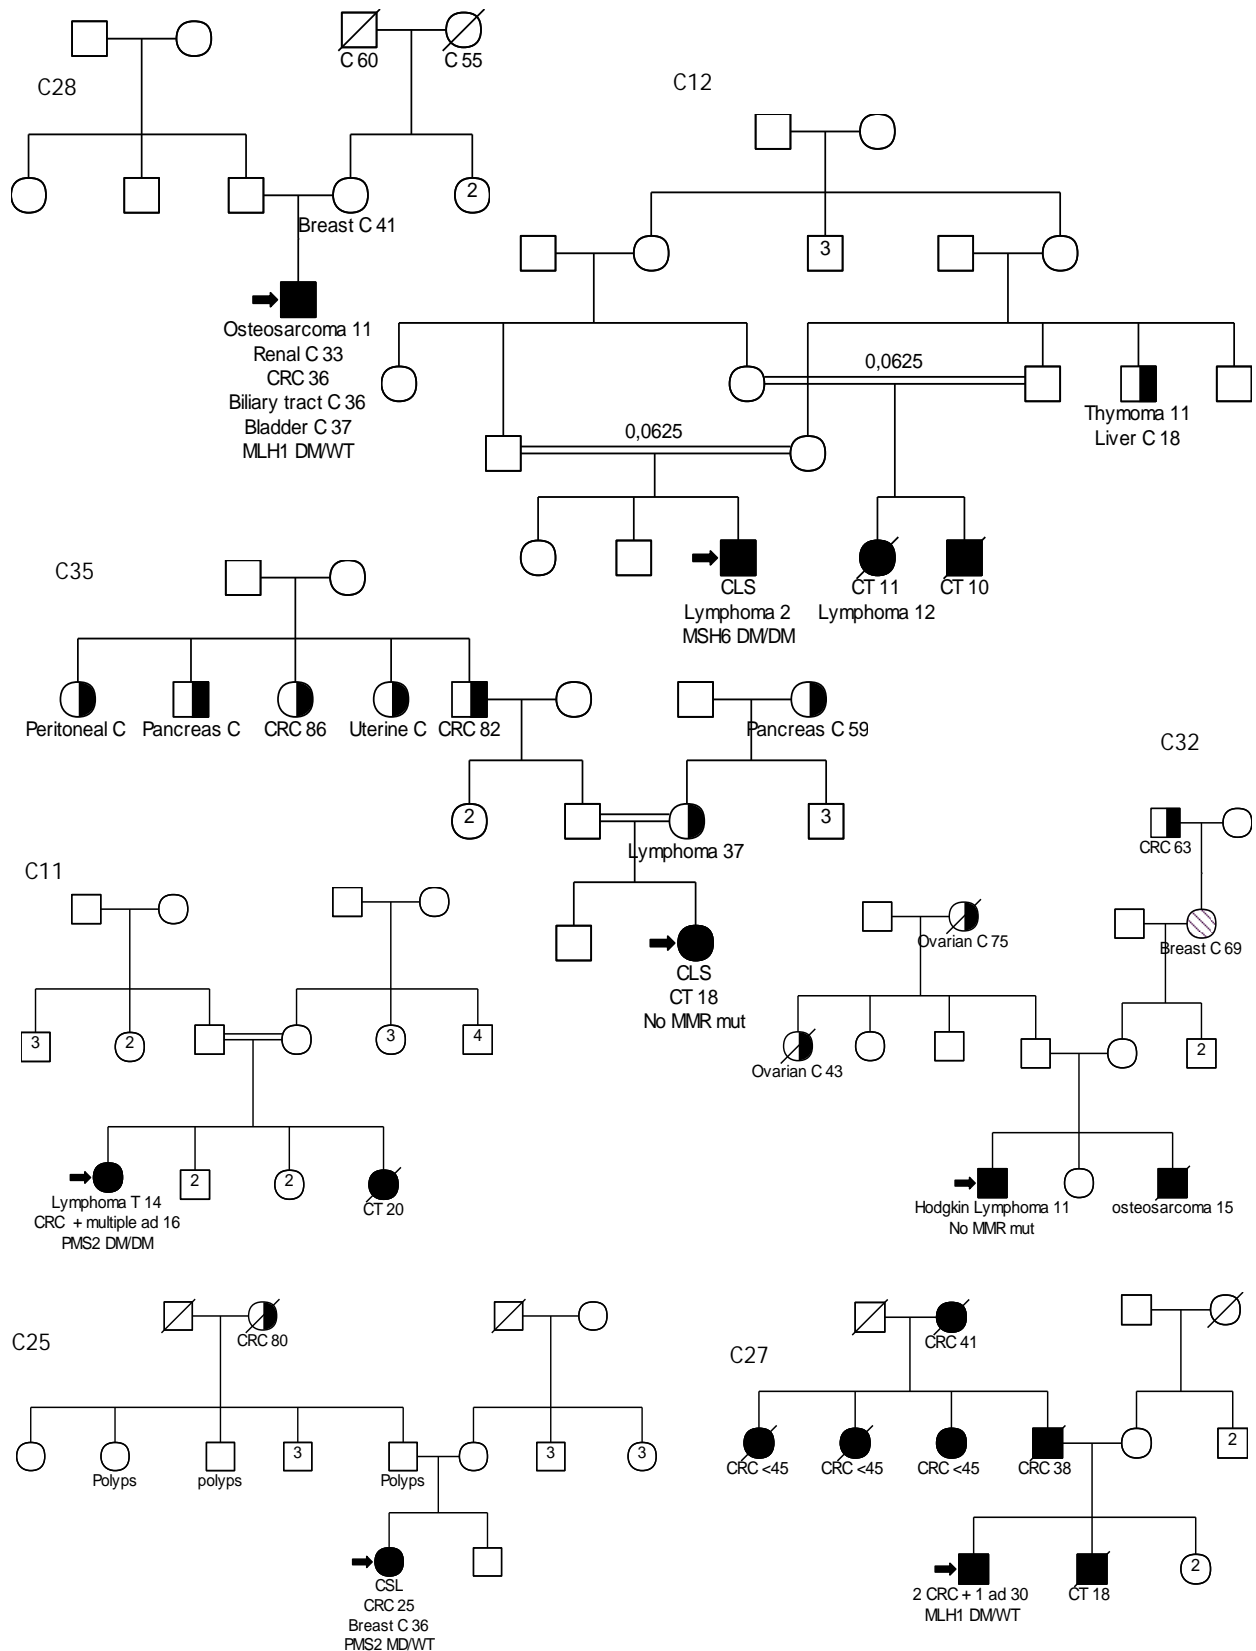 C28
C 60
C 55
2
Breast C 41
Osteosarcoma 11
Renal C 33
CRC 36
Biliary tract C 36
Bladder C 37
MLH1 DM/WT
C12
3
0,0625
Thymoma 11
Liver C 18
0,0625
CLS
Lymphoma 2
MSH6 DM/DM
CT 11
Lymphoma 12
CT 10
C35
Peritoneal C
Pancreas C
CRC 86
Uterine C
CRC 82
Pancreas C 59
2
3
Lymphoma 37
CLS
CT 18
No MMR mut
C32
CRC 63
Ovarian C 75
Breast C 69
Ovarian C 43
2
Hodgkin Lymphoma 11
No MMR mut
osteosarcoma 15
C11
3
2
3
4
2
2
Lymphoma T 14
CRC + multiple ad 16
PMS2 DM/DM
CT 20
C25
CRC 80
Polyps
polyps
3
Polyps
3
3
CSL
CRC 25
Breast C 36
PMS2 MD/WT
C27
CRC 41
CRC <45
CRC <45
CRC <45
CRC 38
2
2 CRC + 1 ad 30
MLH1 DM/WT
CT 18
2